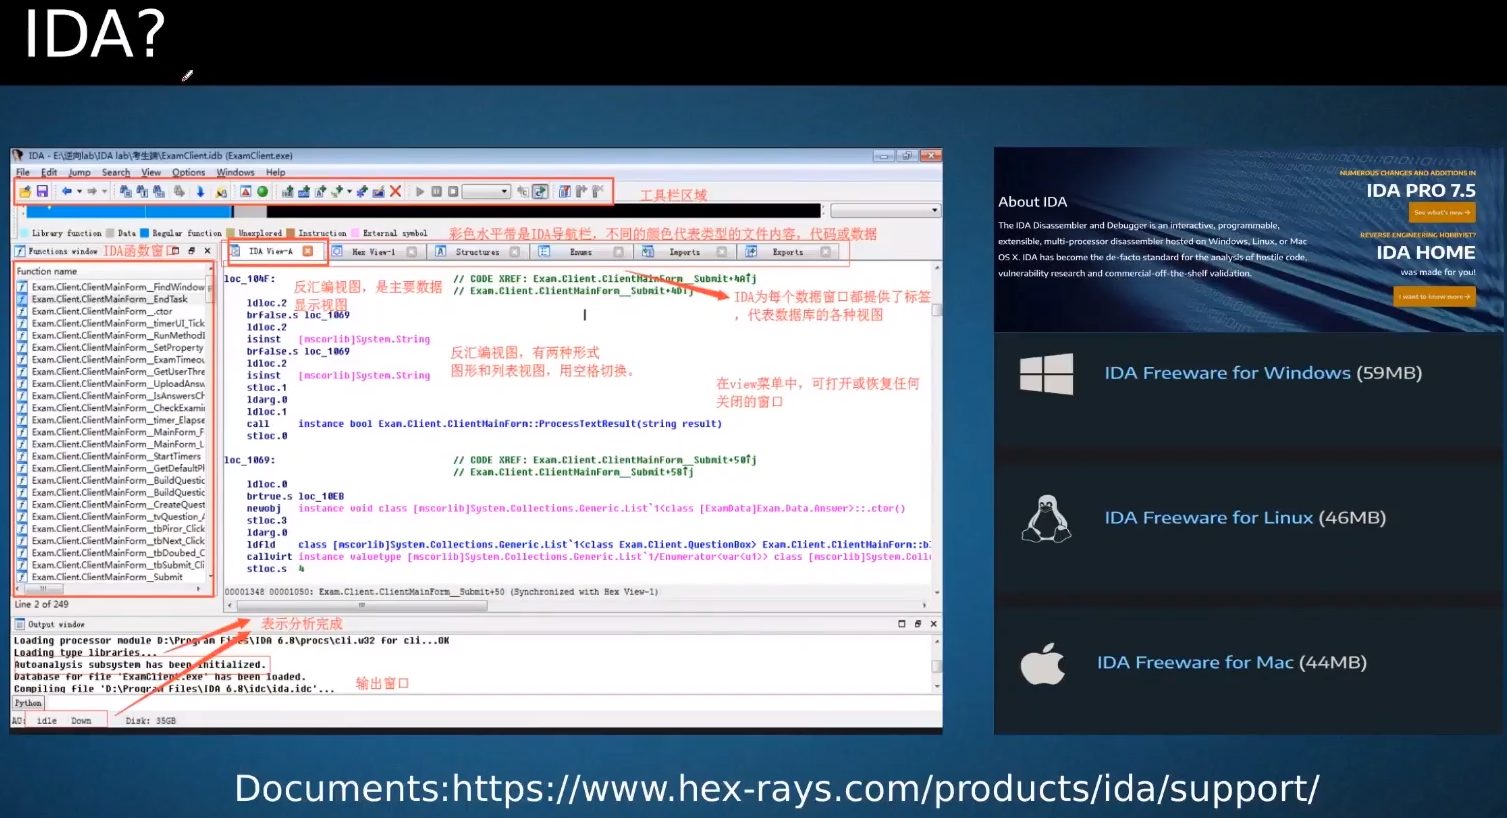 IDA?
IDA - E:\逆向lab\IDA lab\考生端\ExamClient.idb (ExamClient.exe)
File Edit Jump Search View Options Windows Help
工具栏区域
Library function Data Regular function Unexplored Instruction External symbol
彩色水平带是IDA导航栏，不同的颜色代表类型的文件内容，代码或数据
Functions window IDA函数窗口
IDA View-A Hex View-1 Structures Enums Imports Exports
Function name
Exam.Client.ClientMainForm__FindWindow
Exam.Client.ClientMainForm__EndTask
Exam.Client.ClientMainForm__.ctor
Exam.Client.ClientMainForm__timerUI_Tick
Exam.Client.ClientMainForm__RunMethodI
Exam.Client.ClientMainForm__SetProperty
Exam.Client.ClientMainForm__ExamTimeou
Exam.Client.ClientMainForm__GetUserThre
Exam.Client.ClientMainForm__UploadAnsw
Exam.Client.ClientMainForm__IsAnswersCh
Exam.Client.ClientMainForm__CheckExami
Exam.Client.ClientMainForm__timer_Elapse
Exam.Client.ClientMainForm__MainForm_F
Exam.Client.ClientMainForm__MainForm_L
Exam.Client.ClientMainForm__StartTimers
Exam.Client.ClientMainForm__GetDefaultPl
Exam.Client.ClientMainForm__BuildQuestic
Exam.Client.ClientMainForm__BuildQuestic
Exam.Client.ClientMainForm__CreateQuest
Exam.Client.ClientMainForm__tvQuestion_A
Exam.Client.ClientMainForm__tbPiror_Click
Exam.Client.ClientMainForm__tbNext_Click
Exam.Client.ClientMainForm__tbDoubed_C
Exam.Client.ClientMainForm__tbSubmit_Cli
Exam.Client.ClientMainForm__Submit
Line 2 of 249
loc_104F: // CODE XREF: Exam.Client.ClientMainForm__Submit+4A↑j
// Exam.Client.ClientMainForm__Submit+4D↑j
反汇编视图，是主要数据
显示视图
IDA为每个数据窗口都提供了标签
，代表数据库的各种视图
ldloc.2
brFalse.s loc_1069
ldloc.2
isinst [mscorlib]System.String
brFalse.s loc_1069
ldloc.2
isinst [mscorlib]System.String
stloc.1
ldarg.0
ldloc.1
call instance bool Exam.Client.ClientMainForm::ProcessTextResult(string result)
stloc.0
反汇编视图，有两种形式
图形和列表视图，用空格切换。
在view菜单中，可打开或恢复任何
关闭的窗口
loc_1069: // CODE XREF: Exam.Client.ClientMainForm__Submit+50↑j
// Exam.Client.ClientMainForm__Submit+58↑j
ldloc.0
brtrue.s loc_10EB
newobj instance void class [mscorlib]System.Collections.Generic.List`1<class [ExamData]Exam.Data.Answer>::.ctor()
stloc.3
ldarg.0
ldfld class [mscorlib]System.Collections.Generic.List`1<class Exam.Client.QuestionBox> Exam.Client.ClientMainForm::bl
callvirt instance valuetype [mscorlib]System.Collections.Generic.List`1/Enumerator<var<u1>> class [mscorlib]System.Coll
stloc.s 4
00001348 00001050: Exam.Client.ClientMainForm__Submit+50 (Synchronized with Hex View-1)
Output window
表示分析完成
Loading processor module D:\Program Files\IDA 6.8\procs\cli.w32 for cli...OK
Loading type libraries...
Autoanalysis subsystem has been initialized.
Database for file 'ExamClient.exe' has been loaded.
Compiling file 'D:\Program Files\IDA 6.8\idc\ida.idc'...
输出窗口
Python
AU: idle Down Disk: 35GB
About IDA
The IDA Disassembler and Debugger is an interactive, programmable,
extensible, multi-processor disassembler hosted on Windows, Linux, or Mac
OS X. IDA has become the de-facto standard for the analysis of hostile code,
vulnerability research and commercial-off-the-shelf validation.
NUMEROUS CHANGES AND ADDITIONS IN
IDA PRO 7.5
See what's new →
REVERSE ENGINEERING HOBBYIST?
IDA HOME
was made for you!
I want to know more →
IDA Freeware for Windows (59MB)
IDA Freeware for Linux (46MB)
IDA Freeware for Mac (44MB)
Documents:https://www.hex-rays.com/products/ida/support/